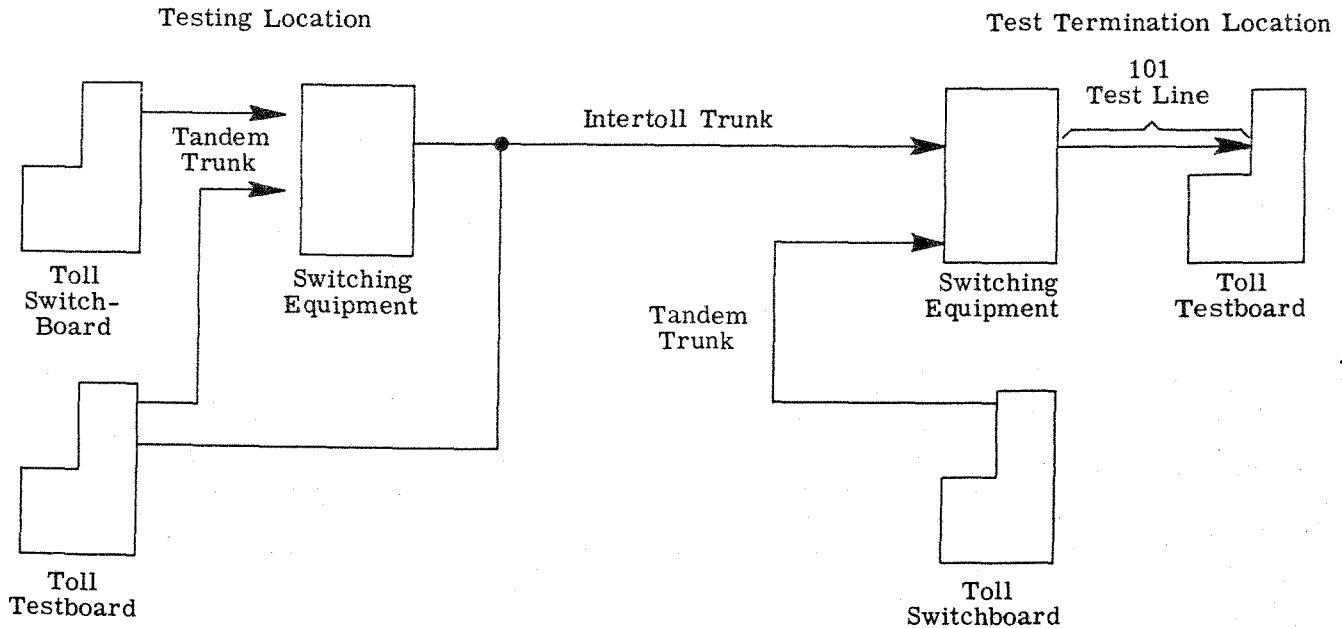 Testing Location
Test Termination Location
101
Test Line
Tandem
Trunk
Intertoll Trunk
Toll
Switch-
Board
Switching
Equipment
Tandem
Trunk
Switching
Equipment
Toll
Testboard
Toll
Testboard
Toll
Switchboard